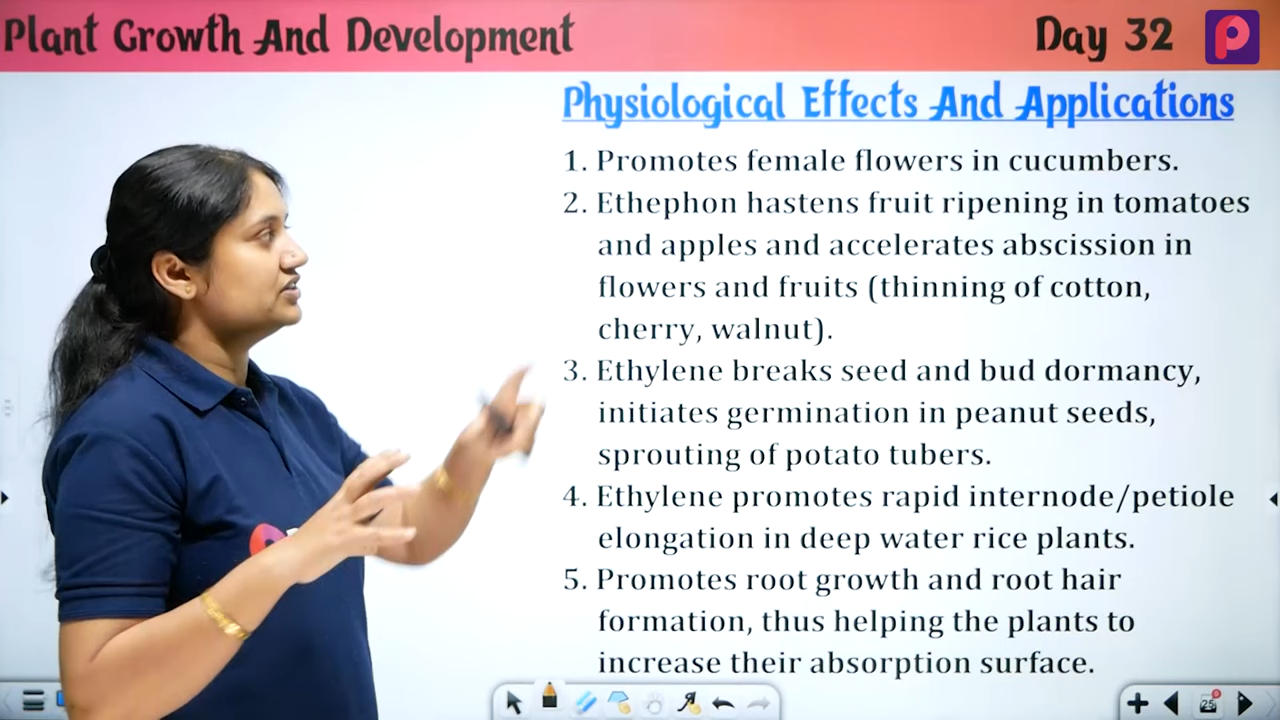 Plant Growth And Development
Day 32
Physiological Effects And Applications
1. Promotes female flowers in cucumbers.
2. Ethephon hastens fruit ripening in tomatoes
and apples and accelerates abscission in
flowers and fruits (thinning of cotton,
cherry, walnut).
3. Ethylene breaks seed and bud dormancy,
initiates germination in peanut seeds,
sprouting of potato tubers.
4. Ethylene promotes rapid internode/petiole
elongation in deep water rice plants.
5. Promotes root growth and root hair
formation, thus helping the plants to
increase their absorption surface.
25